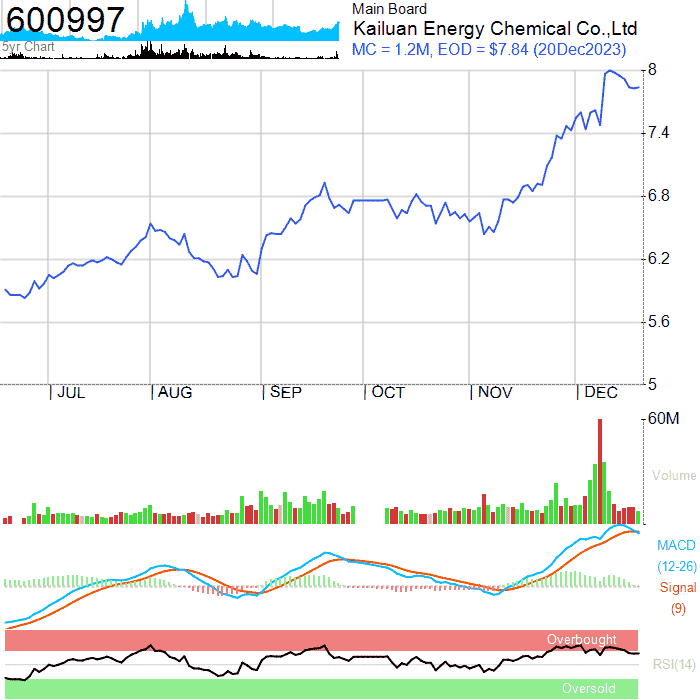 600997
5yr Chart
Main Board
Kailuan Energy Chemical Co.,Ltd
MC = 1.2M, EOD = $7.84 (20Dec2023)
8
7.4
6.8
6.2
5.6
5
JUL
AUG
SEP
OCT
NOV
DEC
60M
Volume
MACD
(12-26)
Signal
(9)
Overbought
RSI(14)
Oversold